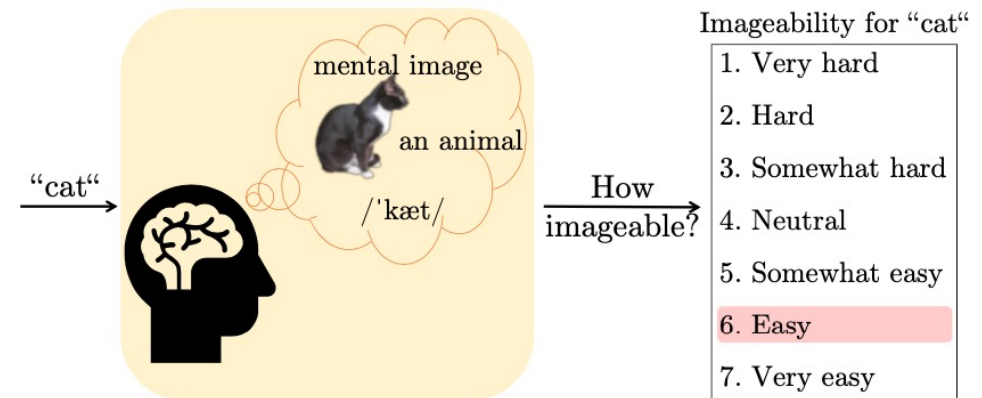 “cat“
mental image
an animal
/ˈkæt/
How
imageable?
Imageability for “cat“
1. Very hard
2. Hard
3. Somewhat hard
4. Neutral
5. Somewhat easy
6. Easy
7. Very easy